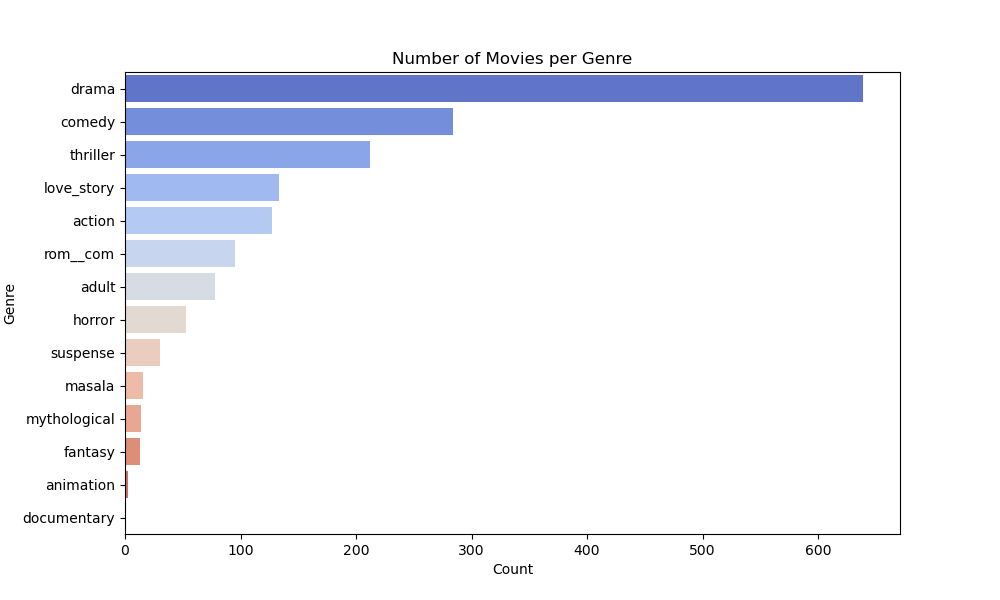 Number of Movies per Genre
drama
comedy
thriller
love_story
action
rom__com
adult
horror
suspense
masala
mythological
fantasy
animation
documentary
Genre
0 100 200 300 400 500 600
Count